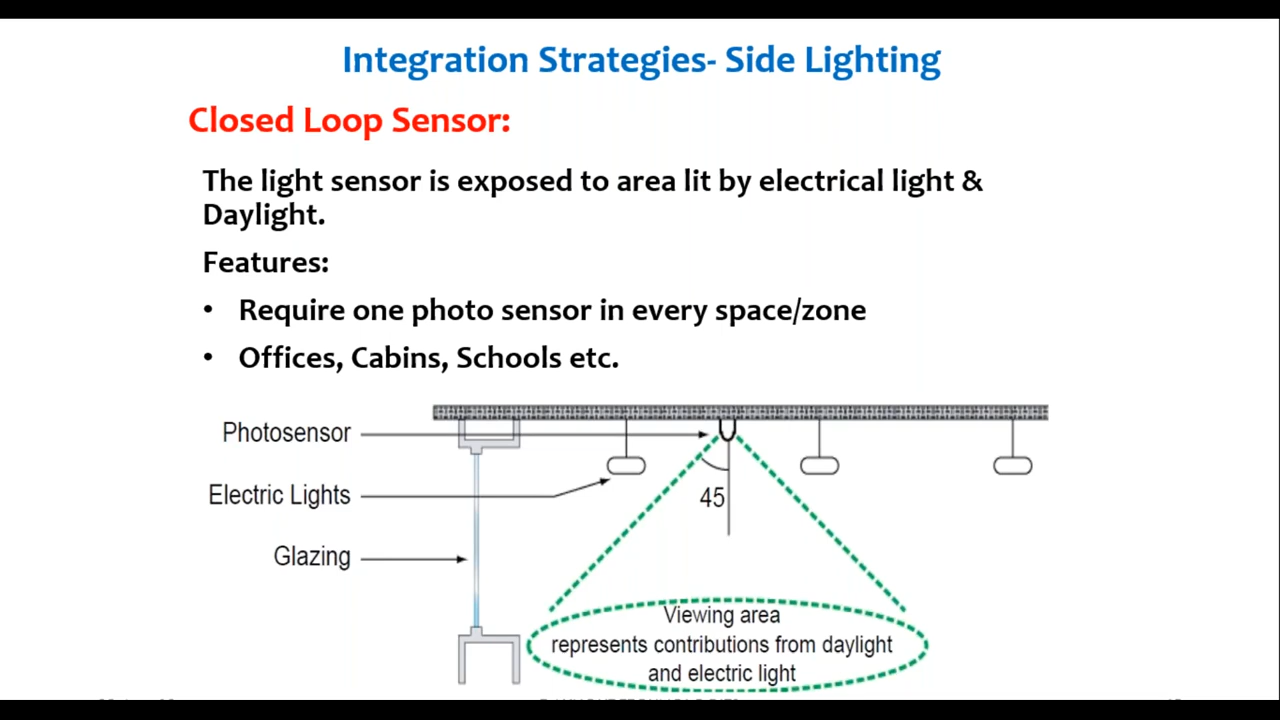 Integration Strategies- Side Lighting
Closed Loop Sensor:
The light sensor is exposed to area lit by electrical light &
Daylight.
Features:
• Require one photo sensor in every space/zone
• Offices, Cabins, Schools etc.
Photosensor
Electric Lights
45
Glazing
Viewing area
represents contributions from daylight
and electric light